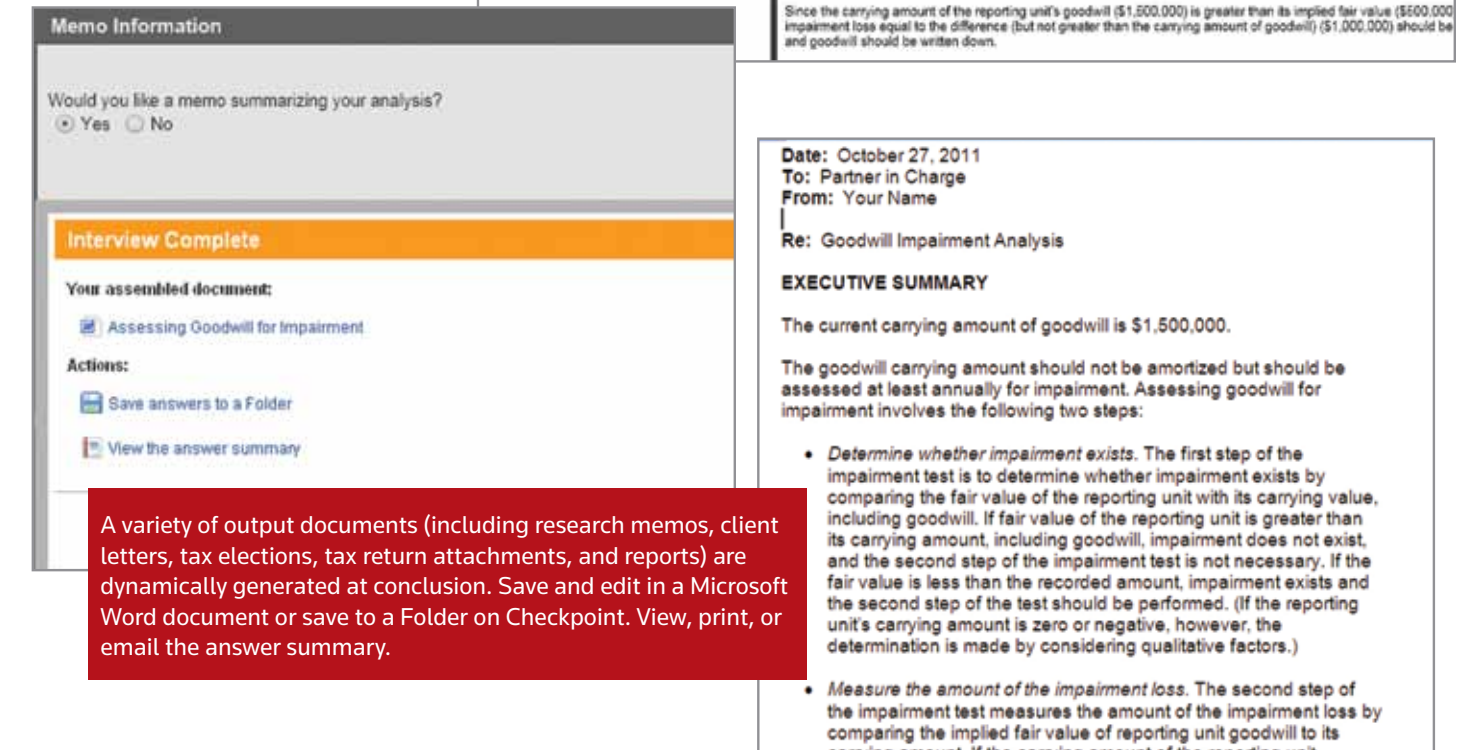 Memo Information
Would you like a memo summarizing your analysis?
Yes No
Interview Complete
Your assembled document:
Assessing Goodwill for Impairment
Actions:
Save answers to a Folder
View the answer summary
A variety of output documents (including research memos, client
letters, tax elections, tax return attachments, and reports) are
dynamically generated at conclusion. Save and edit in a Microsoft
Word document or save to a Folder on Checkpoint. View, print, or
email the answer summary.
Since the carrying amount of the reporting unit's goodwill ($1,500,000) is greater than its implied fair value
impairment loss equal to the difference (but not greater than the carrying amount of goodwill) ($1,000,000) should be
and goodwill should be written down.
Date: October 27, 2011
To: Partner in Charge
From: Your Name
Re: Goodwill Impairment Analysis
EXECUTIVE SUMMARY
The current carrying amount of goodwill is $1,500,000.
The goodwill carrying amount should not be amortized but should be
assessed at least annually for impairment. Assessing goodwill for
impairment involves the following two steps:
• Determine whether impairment exists. The first step of the
impairment test is to determine whether impairment exists by
comparing the fair value of the reporting unit with its carrying value,
including goodwill. If fair value of the reporting unit is greater than
its carrying amount, including goodwill, impairment does not exist,
and the second step of the impairment test is not necessary. If the
fair value is less than the recorded amount, impairment exists and
the second step of the test should be performed. (If the reporting
unit's carrying amount is zero or negative, however, the
determination is made by considering qualitative factors.)
• Measure the amount of the impairment loss. The second step of
the impairment test measures the amount of the impairment loss by
comparing the implied fair value of reporting unit goodwill to its
carrying amount. If the carrying amount of the reporting unit